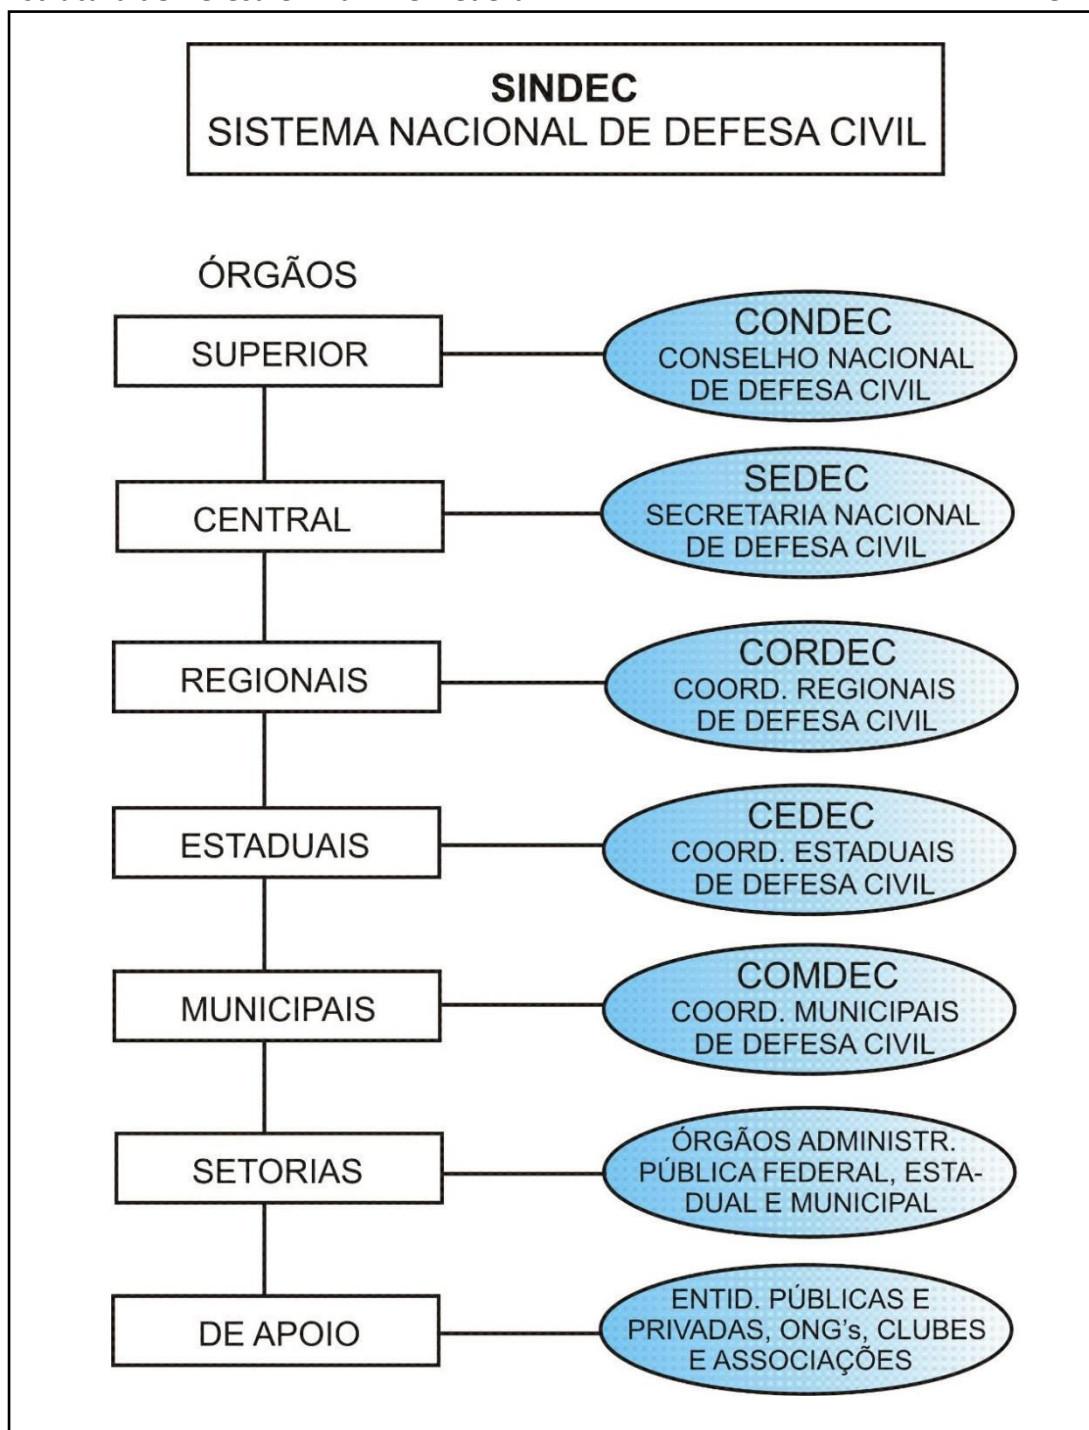 SINDEC
SISTEMA NACIONAL DE DEFESA CIVIL
ÓRGÃOS
SUPERIOR
CONDEC
CONSELHO NACIONAL
DE DEFESA CIVIL
CENTRAL
SEDEC
SECRETARIA NACIONAL
DE DEFESA CIVIL
REGIONAIS
CORDEC
COORD. REGIONAIS
DE DEFESA CIVIL
ESTADUAIS
CEDEC
COORD. ESTADUAIS
DE DEFESA CIVIL
MUNICIPAIS
COMDEC
COORD. MUNICIPAIS
DE DEFESA CIVIL
SETORIAS
ÓRGÃOS ADMINISTR.
PÚBLICA FEDERAL, ESTA-
DUAL E MUNICIPAL
DE APOIO
ENTID. PÚBLICAS E
PRIVADAS, ONG's, CLUBES
E ASSOCIAÇÕES